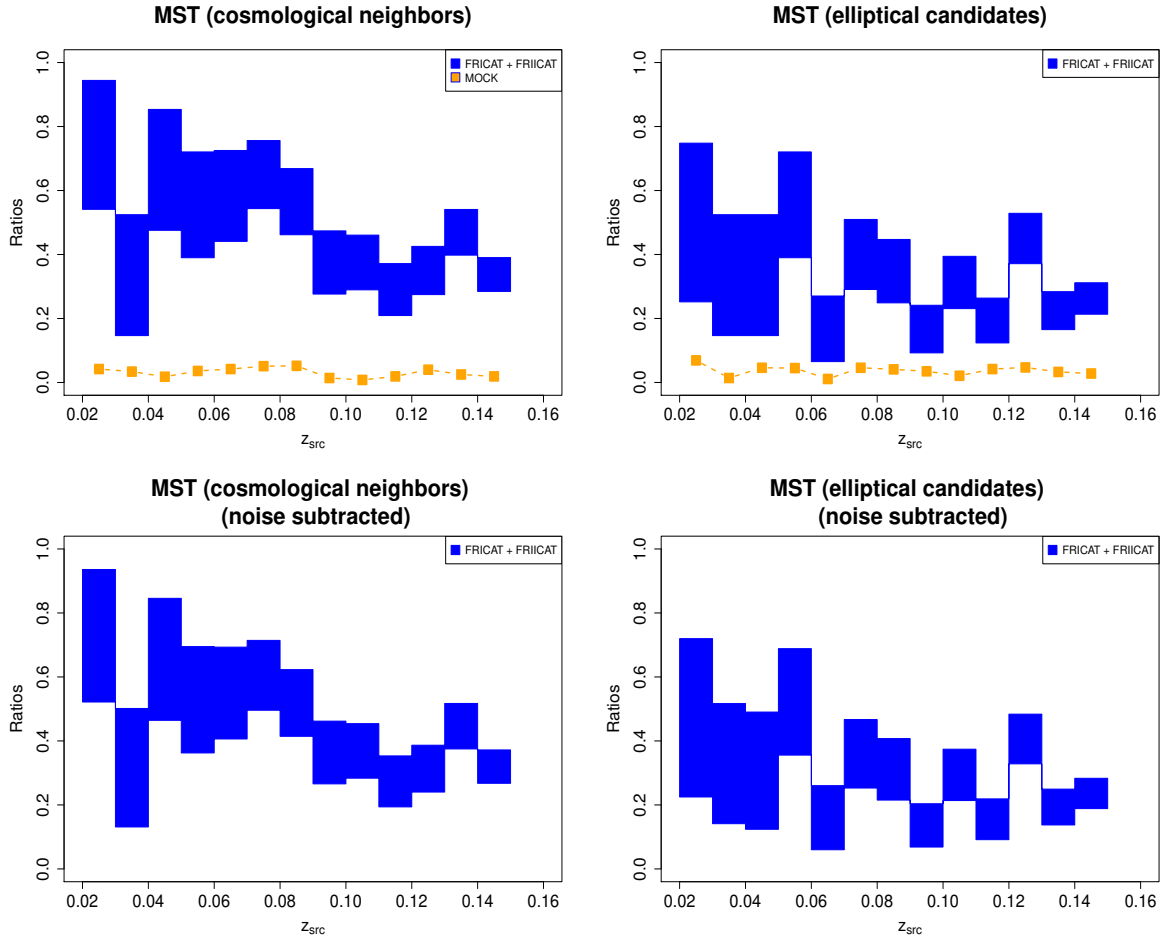 MST (cosmological neighbors)
1.0
0.8
0.6
0.4
0.2
0.0
Ratios
FRICAT + FRIICAT
MOCK
0.02 0.04 0.06 0.08 0.10 0.12 0.14 0.16
z_src
MST (elliptical candidates)
1.0
0.8
0.6
0.4
0.2
0.0
Ratios
FRICAT + FRIICAT
0.02 0.04 0.06 0.08 0.10 0.12 0.14 0.16
z_src
MST (cosmological neighbors)
(noise subtracted)
1.0
0.8
0.6
0.4
0.2
0.0
Ratios
FRICAT + FRIICAT
0.02 0.04 0.06 0.08 0.10 0.12 0.14 0.16
z_src
MST (elliptical candidates)
(noise subtracted)
1.0
0.8
0.6
0.4
0.2
0.0
Ratios
FRICAT + FRIICAT
0.02 0.04 0.06 0.08 0.10 0.12 0.14 0.16
z_src